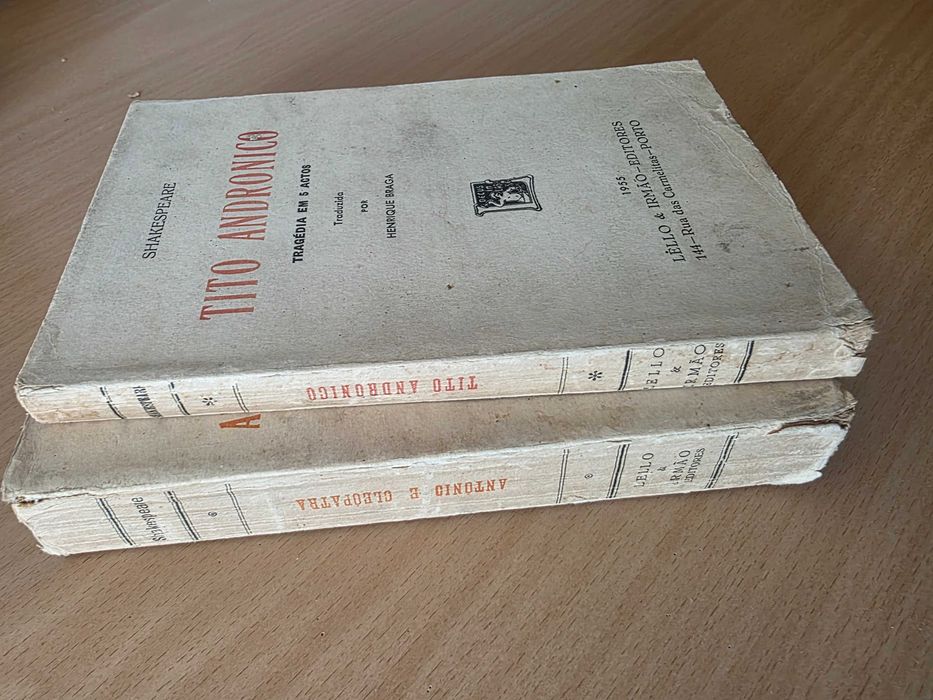 SHAKESPEARE
TITO ANDRONICO
TRAGÉDIA EM 5 ACTOS
Traduzida
POR
HENRIQUE BRAGA
1955
LÉLLO & IRMÃO-EDITORES
144-Rua das Carmelitas-PORTO
TITO ANDRONICO
LELLO
&
IRMÃO
EDITORES
A
Shakespeare
ANTONIO E CLEÓPATRA
LELLO
&
IRMÃO
EDITORES